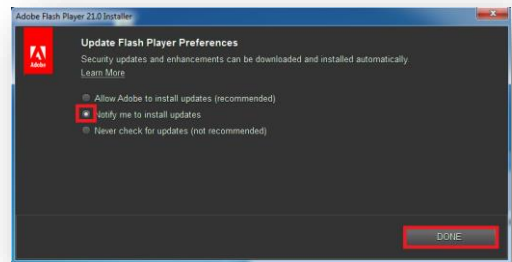 Adobe Flash Player 21.0 Installer
Adobe
Update Flash Player Preferences
Security updates and enhancements can be downloaded and installed automatically.
Learn More
Allow Adobe to install updates (recommended)
Notify me to install updates
Never check for updates (not recommended)
DONE